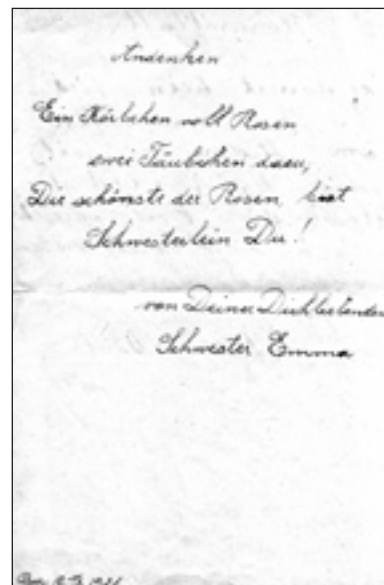 Andenken
Ein Körbchen voll Rosen
zwei Täubchen dazu,
Die schönste der Rosen bist
Schwesterlein Du!
von Deiner Dich liebenden
Schwester Emma